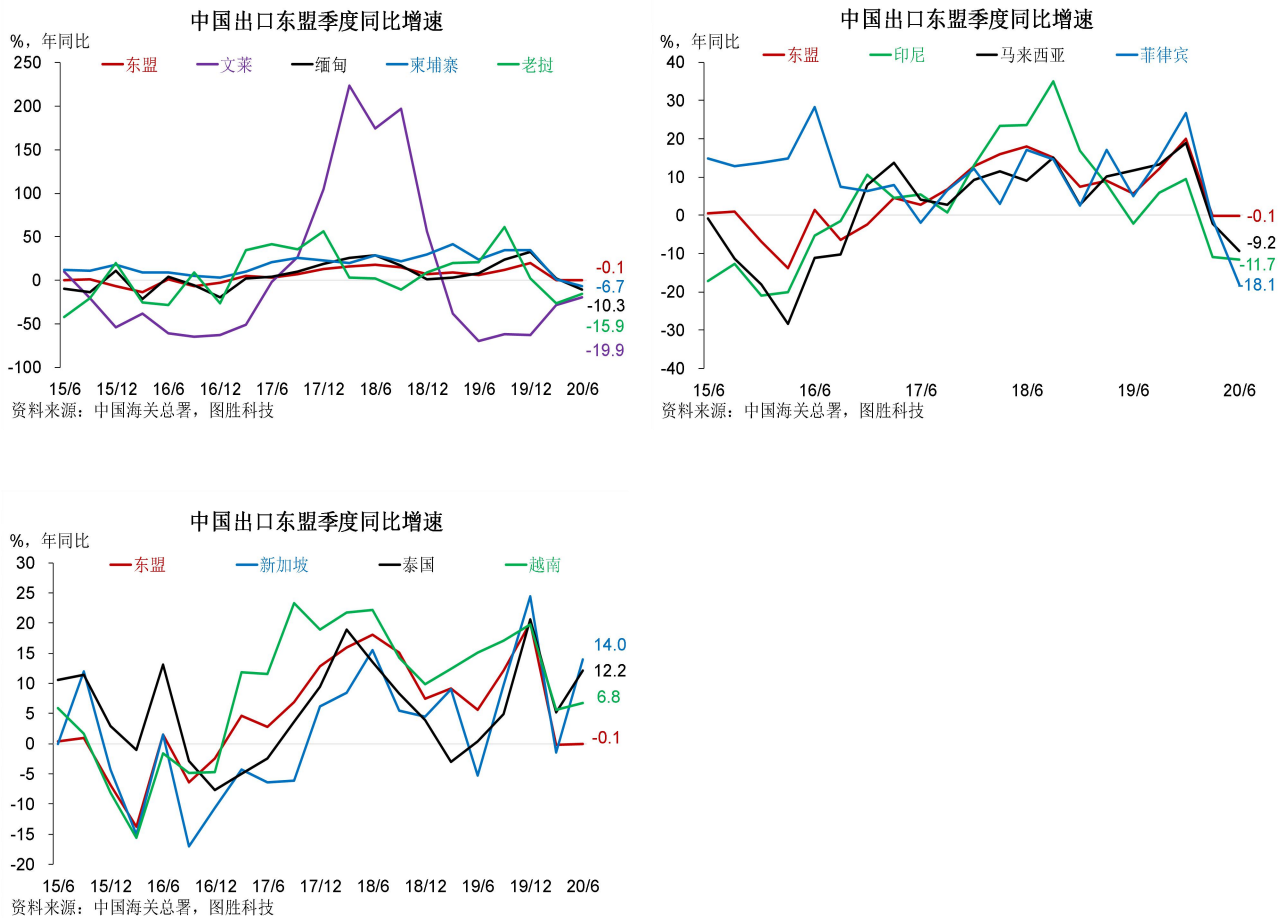 中国出口东盟季度同比增速
%，年同比
东盟 文莱 缅甸 柬埔寨 老挝
250
200
150
100
50
0
-50
-100
-0.1
-6.7
-10.3
-15.9
-19.9
15/6 15/12 16/6 16/12 17/6 17/12 18/6 18/12 19/6 19/12 20/6
资料来源：中国海关总署，图胜科技
中国出口东盟季度同比增速
%，年同比
东盟 印尼 马来西亚 菲律宾
40
30
20
10
0
-10
-20
-30
-40
-0.1
-9.2
-11.7
-18.1
15/6 16/6 17/6 18/6 19/6 20/6
资料来源：中国海关总署，图胜科技
中国出口东盟季度同比增速
%，年同比
东盟 新加坡 泰国 越南
30
25
20
15
10
5
0
-5
-10
-15
-20
14.0
12.2
6.8
-0.1
15/6 15/12 16/6 16/12 17/6 17/12 18/6 18/12 19/6 19/12 20/6
资料来源：中国海关总署，图胜科技